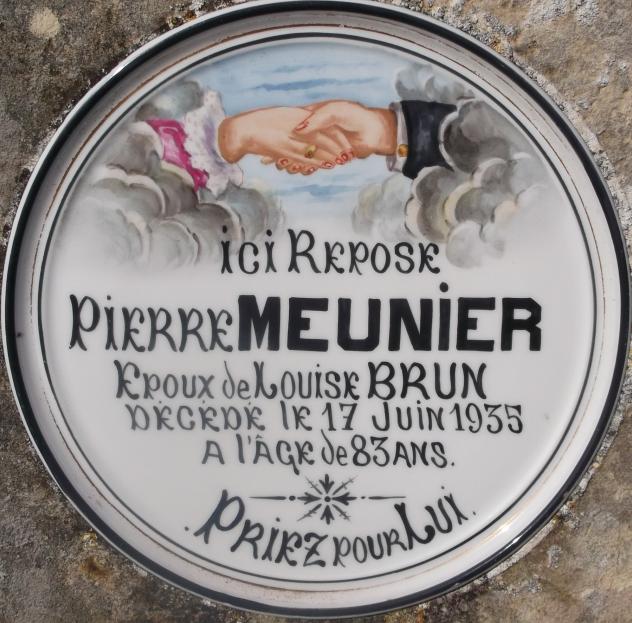 ici Repose
Pierre MEUNIER
Epoux de Louise BRUN
Décédé le 17 Juin 1935
A l'Âge de 83 ANS.
. Priez pour Lui.